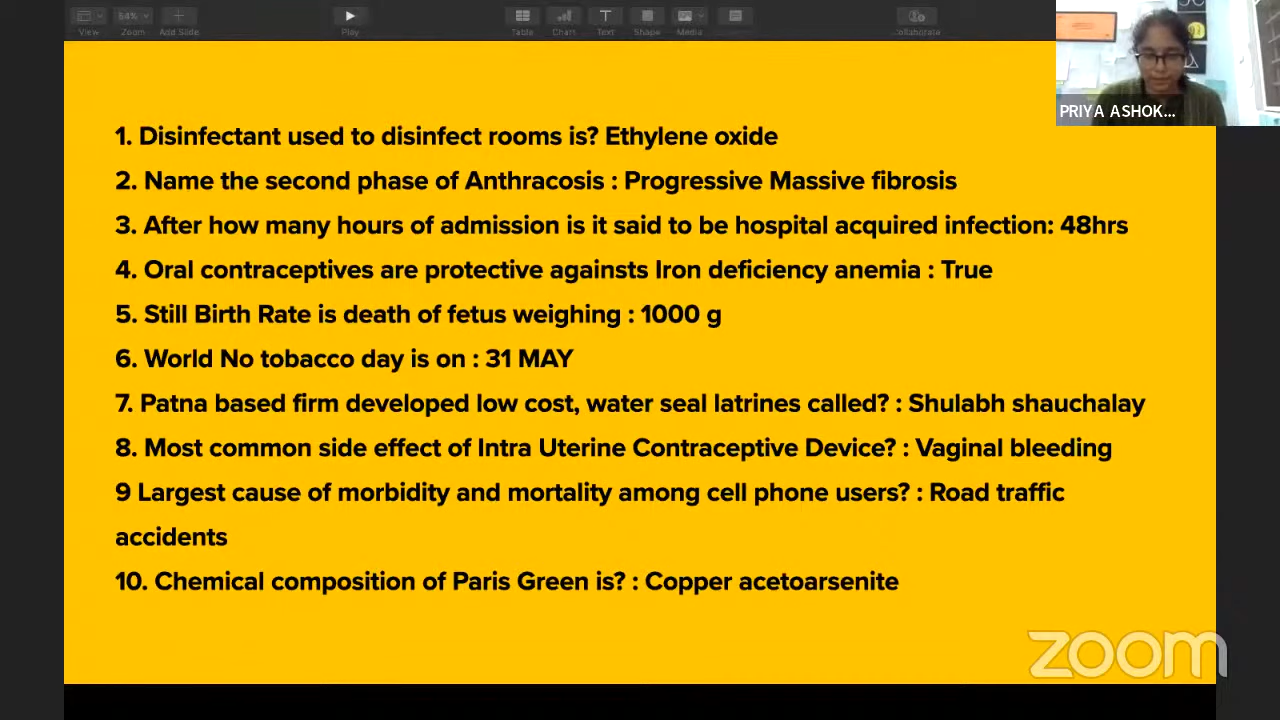 View
54%
Zoom
Add Slide
Play
Table
Chart
Text
Shape
Media
Collaborate
PRIYA ASHOK...
1. Disinfectant used to disinfect rooms is? Ethylene oxide
2. Name the second phase of Anthracosis : Progressive Massive fibrosis
3. After how many hours of admission is it said to be hospital acquired infection: 48hrs
4. Oral contraceptives are protective againsts Iron deficiency anemia : True
5. Still Birth Rate is death of fetus weighing : 1000 g
6. World No tobacco day is on : 31 MAY
7. Patna based firm developed low cost, water seal latrines called? : Shulabh shauchalay
8. Most common side effect of Intra Uterine Contraceptive Device? : Vaginal bleeding
9 Largest cause of morbidity and mortality among cell phone users? : Road traffic
accidents
10. Chemical composition of Paris Green is? : Copper acetoarsenite
zoom